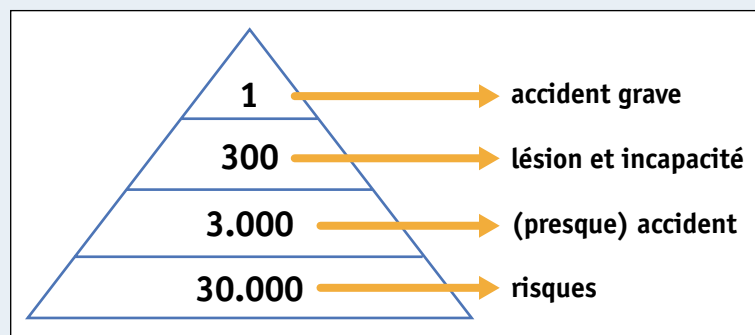 1 accident grave
300 lésion et incapacité
3.000 (presque) accident
30.000 risques